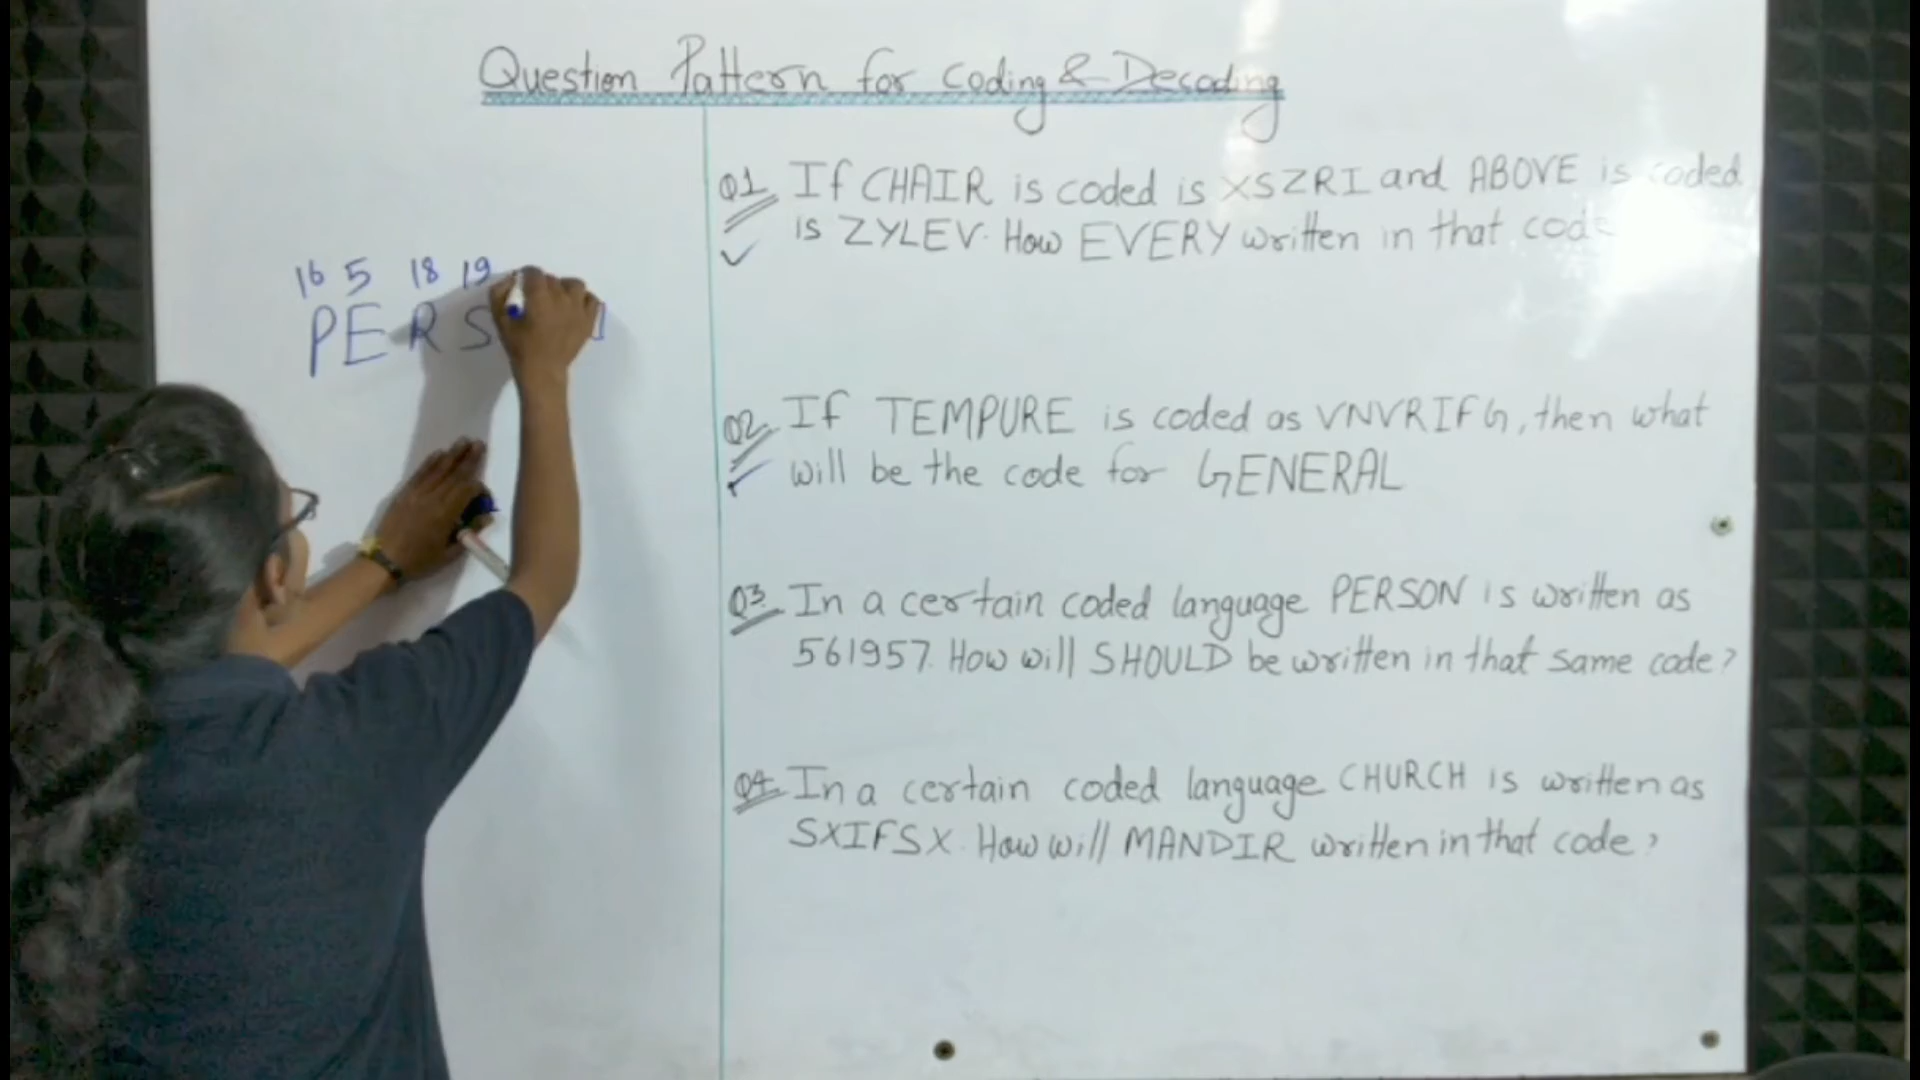 Question Pattern for Coding & Decoding
16 5 18 19
PERS
Q1 If CHAIR is coded is XSZRI and ABOVE is coded
is ZYLEV. How EVERY written in that code
Q2. If TEMPURE is coded as VNVRIFG, then what
will be the code for GENERAL
Q3. In a certain coded language PERSON is written as
561957. How will SHOULD be written in that same code?
Q4. In a certain coded language CHURCH is written as
SXIFSX. How will MANDIR written in that code?